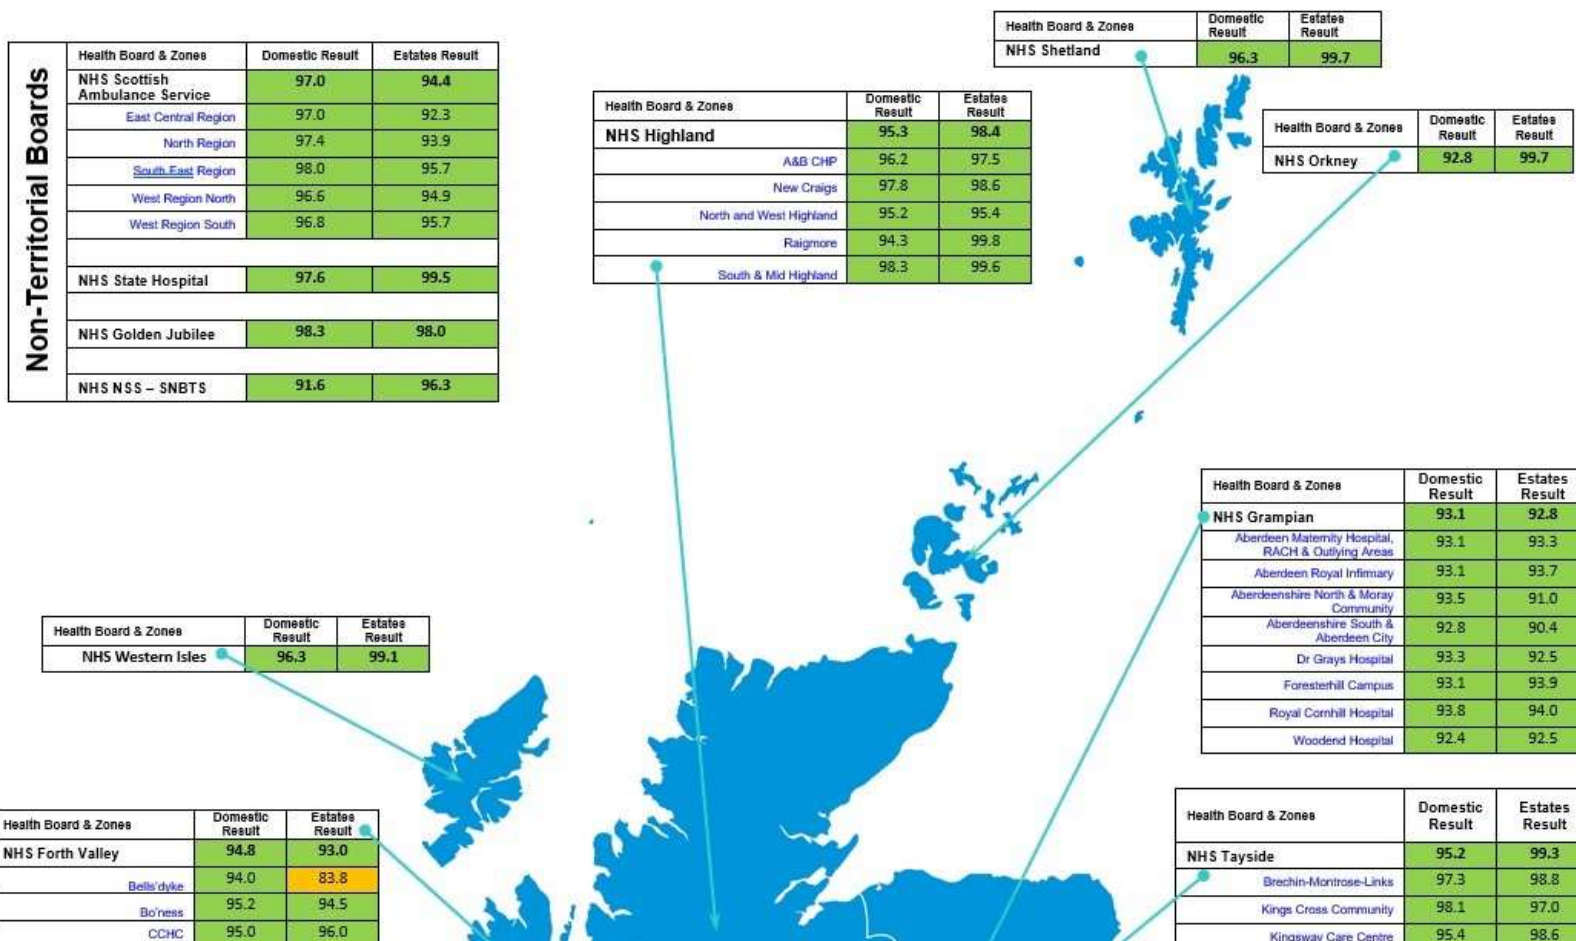 Non-Territorial Boards
Health Board & Zones Domestic Result Estates Result
NHS Scottish
Ambulance Service 97.0 94.4
East Central Region 97.0 92.3
North Region 97.4 93.9
South East Region 98.0 95.7
West Region North 96.6 94.9
West Region South 96.8 95.7
NHS State Hospital 97.6 99.5
NHS Golden Jubilee 98.3 98.0
NHS NSS – SNBTS 91.6 96.3
Health Board & Zones Domestic Estates
Result Result
NHS Highland 95.3 98.4
A&B CHP 96.2 97.5
New Craigs 97.8 98.6
North and West Highland 95.2 95.4
Raigmore 94.3 99.8
South & Mid Highland 98.3 99.6
Health Board & Zones Domestic Estates
Result Result
NHS Shetland 96.3 99.7
Health Board & Zones Domestic Estates
Result Result
NHS Orkney 92.8 99.7
Health Board & Zones Domestic Estates
Result Result
NHS Grampian 93.1 92.8
Aberdeen Maternity Hospital,
RACH & Outlying Areas 93.1 93.3
Aberdeen Royal Infirmary 93.1 93.7
Aberdeenshire North & Moray
Community 93.5 91.0
Aberdeenshire South &
Aberdeen City 92.8 90.4
Dr Grays Hospital 93.3 92.5
Foresterhill Campus 93.1 93.9
Royal Cornhill Hospital 93.8 94.0
Woodend Hospital 92.4 92.5
Health Board & Zones Domestic Estates
Result Result
NHS Western Isles 96.3 99.1
Health Board & Zones Domestic Estates
Result Result
NHS Forth Valley 94.8 93.0
Bells'dyke 94.0 83.8
Bo'ness 95.2 94.5
CCHC 95.0 96.0
Health Board & Zones Domestic Estates
Result Result
NHS Tayside 95.2 99.3
Brechin-Montrose-Links 97.3 98.8
Kings Cross Community 98.1 97.0
Kingsway Care Centre 95.4 98.6